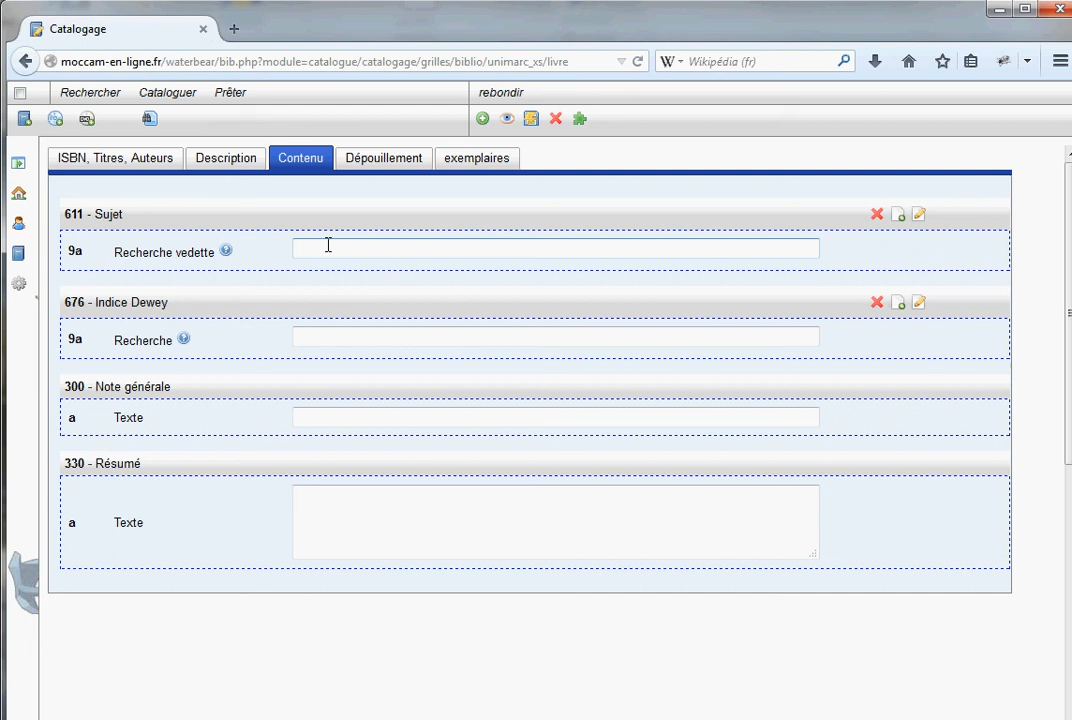 Catalogage
moccam-en-ligne.fr/waterbear/bib.php?module=catalogue/catalogage/grilles/biblio/unimarc_xs/livre
W Wikipédia (fr)
Rechercher Cataloguer Prêter rebondir
ISBN, Titres, Auteurs Description Contenu Dépouillement exemplaires
611 - Sujet
9a Recherche vedette
676 - Indice Dewey
9a Recherche
300 - Note générale
a Texte
330 - Résumé
a Texte